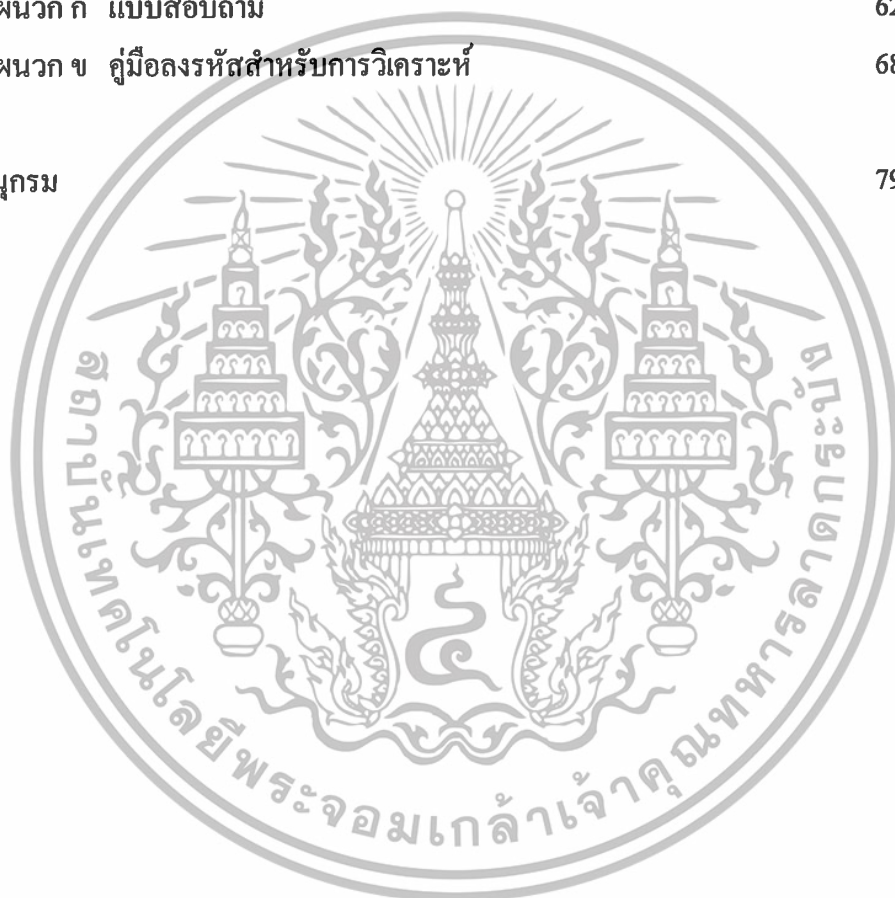 ผนวก ก แบบสอบถาม 62
ผนวก ข คู่มือลงรหัสสำหรับการวิเคราะห์ 68
นุกรม 79
สถาบันเทคโนโลยีพระจอมเกล้าเจ้าคุณทหารลาดกระบัง
๔